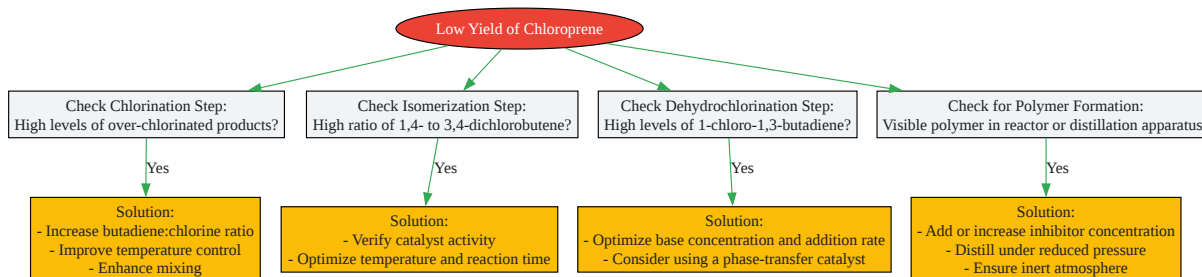 Low Yield of Chloroprene
Check Chlorination Step:
High levels of over-chlorinated products?
Check Isomerization Step:
High ratio of 1,4- to 3,4-dichlorobutene?
Check Dehydrochlorination Step:
High levels of 1-chloro-1,3-butadiene?
Check for Polymer Formation:
Visible polymer in reactor or distillation apparatus
Yes
Yes
Yes
Yes
Solution:
- Increase butadiene:chlorine ratio
- Improve temperature control
- Enhance mixing
Solution:
- Verify catalyst activity
- Optimize temperature and reaction time
Solution:
- Optimize base concentration and addition rate
- Consider using a phase-transfer catalyst
Solution:
- Add or increase inhibitor concentration
- Distill under reduced pressure
- Ensure inert atmosphere